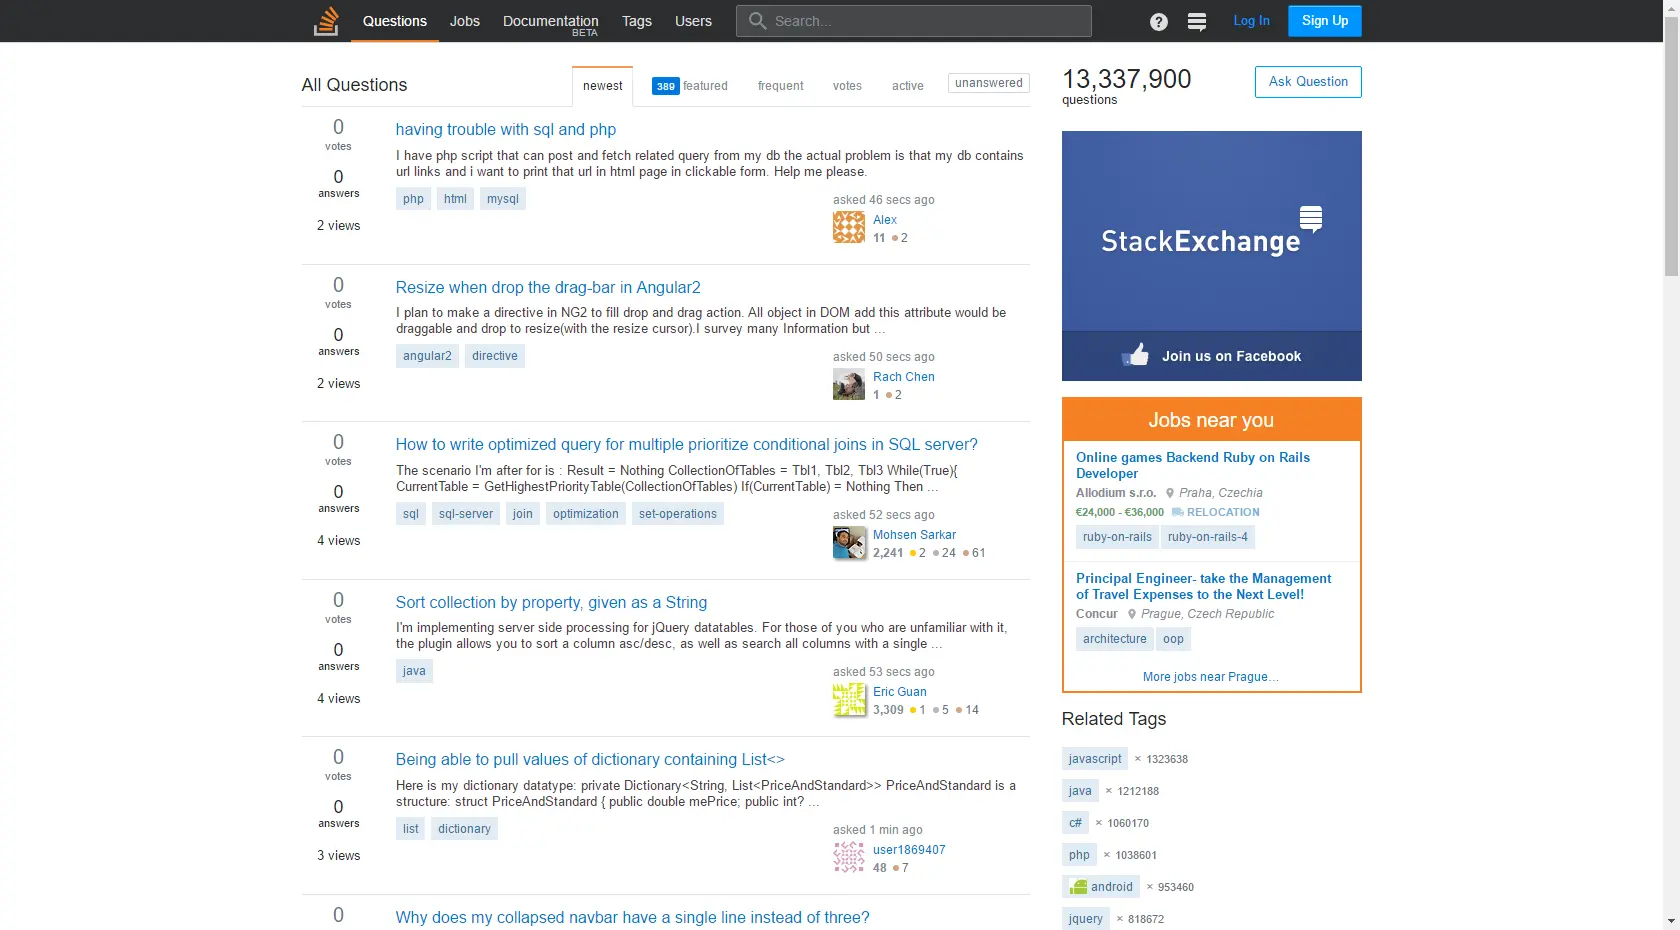 Questions Jobs Documentation Tags Users Search... ? Log In Sign Up
BETA
All Questions newest 389 featured frequent votes active unanswered
0
votes
0
answers
2 views
having trouble with sql and php
I have php script that can post and fetch related query from my db the actual problem is that my db contains
url links and i want to print that url in html page in clickable form. Help me please.
php html mysql
asked 46 secs ago
Alex
11 2
0
votes
0
answers
2 views
Resize when drop the drag-bar in Angular2
I plan to make a directive in NG2 to fill drop and drag action. All object in DOM add this attribute would be
draggable and drop to resize(with the resize cursor).I survey many Information but ...
angular2 directive
asked 50 secs ago
Rach Chen
1 2
0
votes
0
answers
4 views
How to write optimized query for multiple prioritize conditional joins in SQL server?
The scenario I'm after for is : Result = Nothing CollectionOfTables = Tbl1, Tbl2, Tbl3 While(True){
CurrentTable = GetHighestPriorityTable(CollectionOfTables) If(CurrentTable) = Nothing Then ...
sql sql-server join optimization set-operations
asked 52 secs ago
Mohsen Sarkar
2,241 2 24 61
0
votes
0
answers
4 views
Sort collection by property, given as a String
I'm implementing server side processing for jQuery datatables. For those of you who are unfamiliar with it,
the plugin allows you to sort a column asc/desc, as well as search all columns with a single ...
java
asked 53 secs ago
Eric Guan
3,309 1 5 14
0
votes
0
answers
3 views
Being able to pull values of dictionary containing List<>
Here is my dictionary datatype: private Dictionary<String, List<PriceAndStandard>> PriceAndStandard is a
structure: struct PriceAndStandard { public double mePrice; public int? ...
list dictionary
asked 1 min ago
user1869407
48 7
0
Why does my collapsed navbar have a single line instead of three?
13,337,900
questions
Ask Question
StackExchange
Join us on Facebook
Jobs near you
Online games Backend Ruby on Rails
Developer
Allodium s.r.o. Praha, Czechia
€24,000 - €36,000 RELOCATION
ruby-on-rails ruby-on-rails-4
Principal Engineer- take the Management
of Travel Expenses to the Next Level!
Concur Prague, Czech Republic
architecture oop
More jobs near Prague...
Related Tags
javascript × 1323638
java × 1212188
c# × 1060170
php × 1038601
android × 953460
jquery × 818672